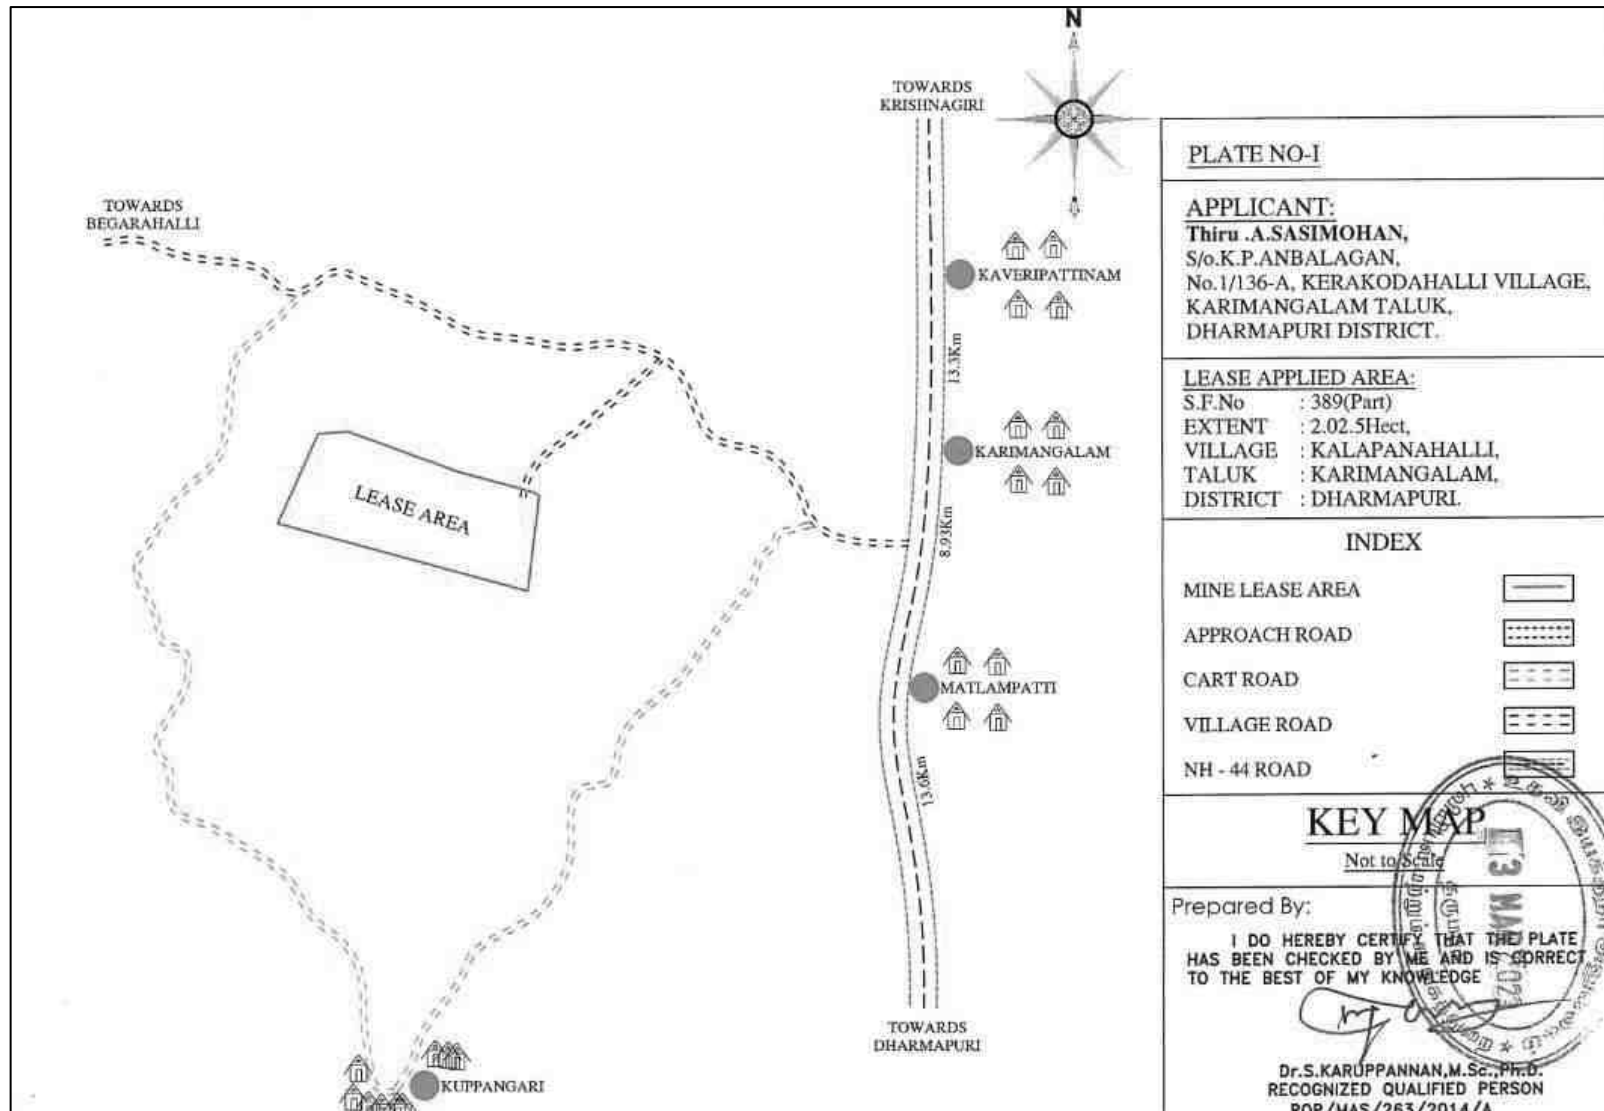 N
TOWARDS
KRISHNAGIRI
TOWARDS
BEGARAHALLI
KAVERIPATTINAM
13.3Km
KARIMANGALAM
LEASE AREA
8.93Km
MATLAMPATTI
13.6Km
TOWARDS
DHARMAPURI
KUPPANGARI
PLATE NO-I
APPLICANT:
Thiru .A.SASIMOHAN,
S/o.K.P.ANBALAGAN,
No.1/136-A, KERAKODAHALLI VILLAGE,
KARIMANGALAM TALUK,
DHARMAPURI DISTRICT.
LEASE APPLIED AREA:
S.F.No : 389(Part)
EXTENT : 2.02.5Hect,
VILLAGE : KALAPANAHALLI,
TALUK : KARIMANGALAM,
DISTRICT : DHARMAPURI.
INDEX
MINE LEASE AREA
APPROACH ROAD
CART ROAD
VILLAGE ROAD
NH - 44 ROAD
KEY MAP
Not to Scale
Prepared By:
I DO HEREBY CERTIFY THAT THE PLATE
HAS BEEN CHECKED BY ME AND IS CORRECT
TO THE BEST OF MY KNOWLEDGE
Dr.S.KARUPPANNAN,M.Sc.,Ph.D.
RECOGNIZED QUALIFIED PERSON
RQP/MAS/263/2014/A